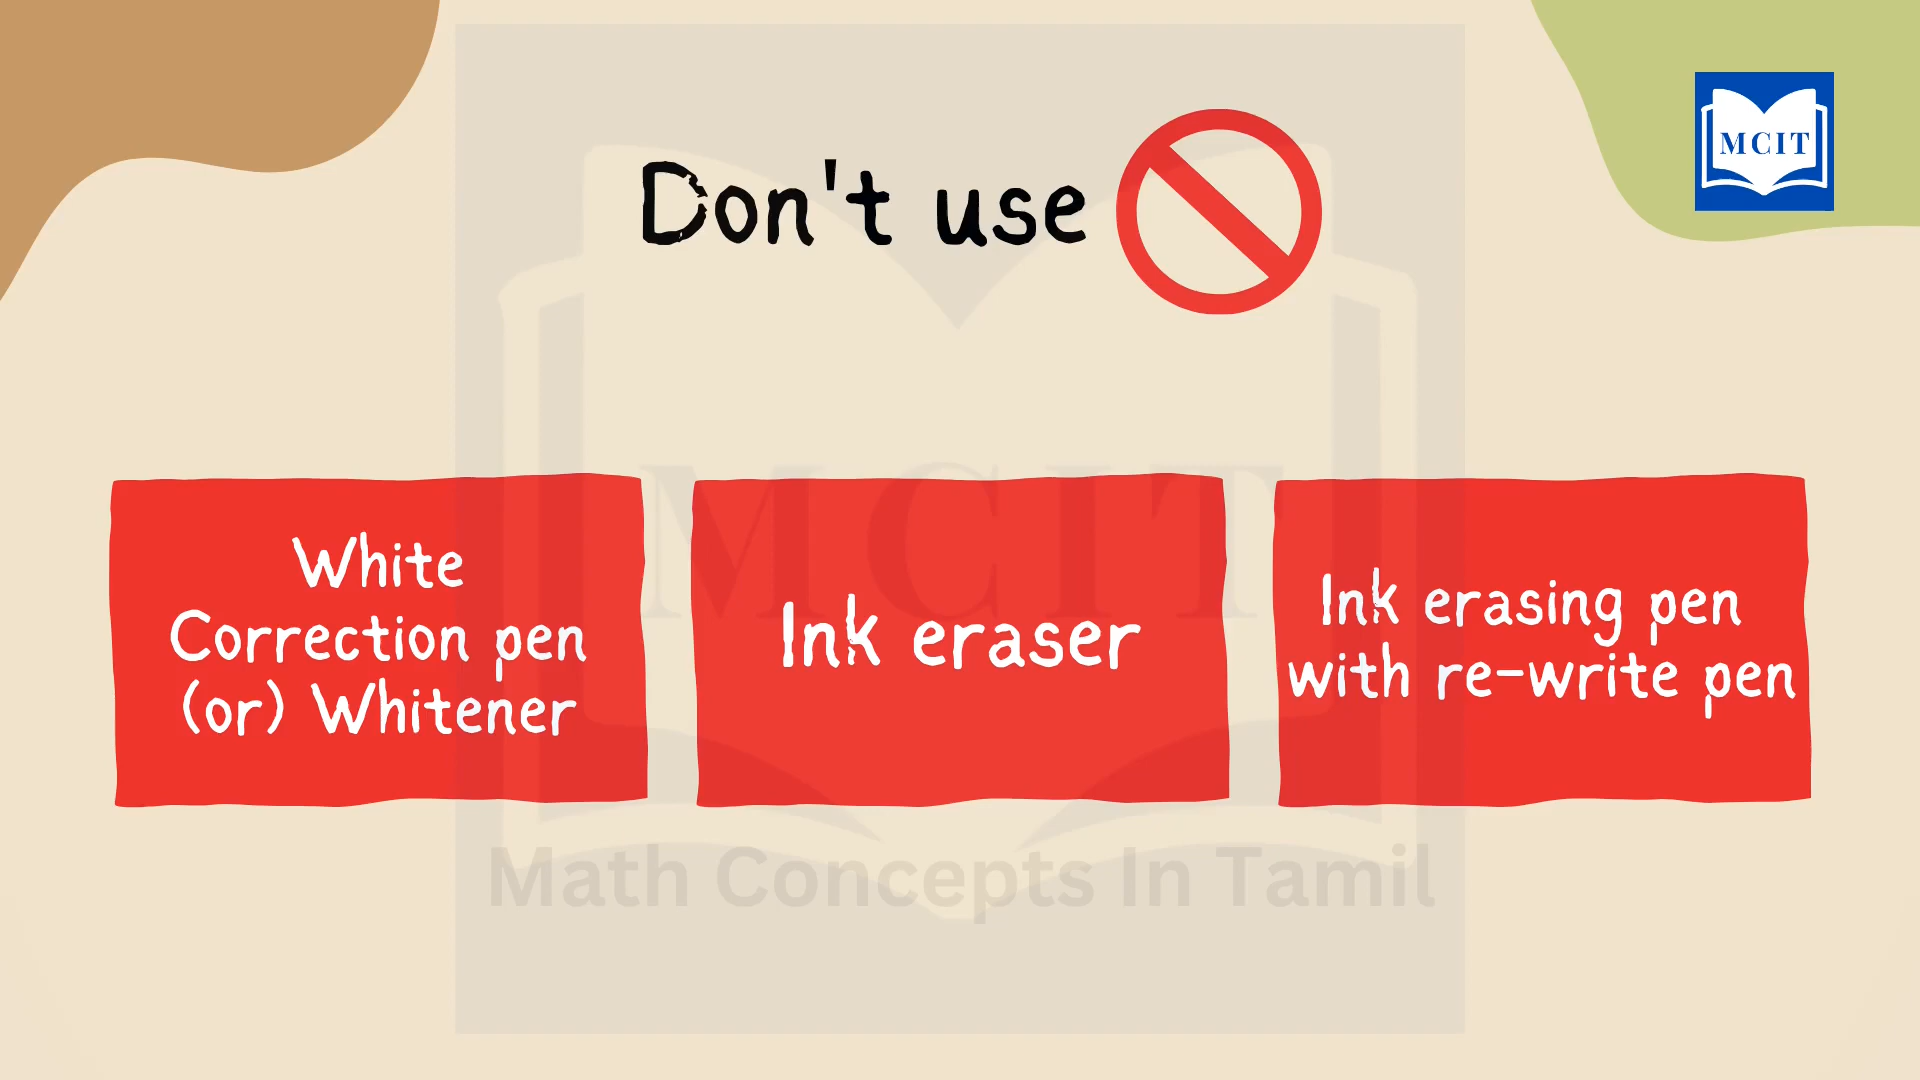 MCIT
Don't use
White
Correction pen
(or) Whitener
Ink eraser
Ink erasing pen
with re-write pen
MCIT
Math Concepts In Tamil